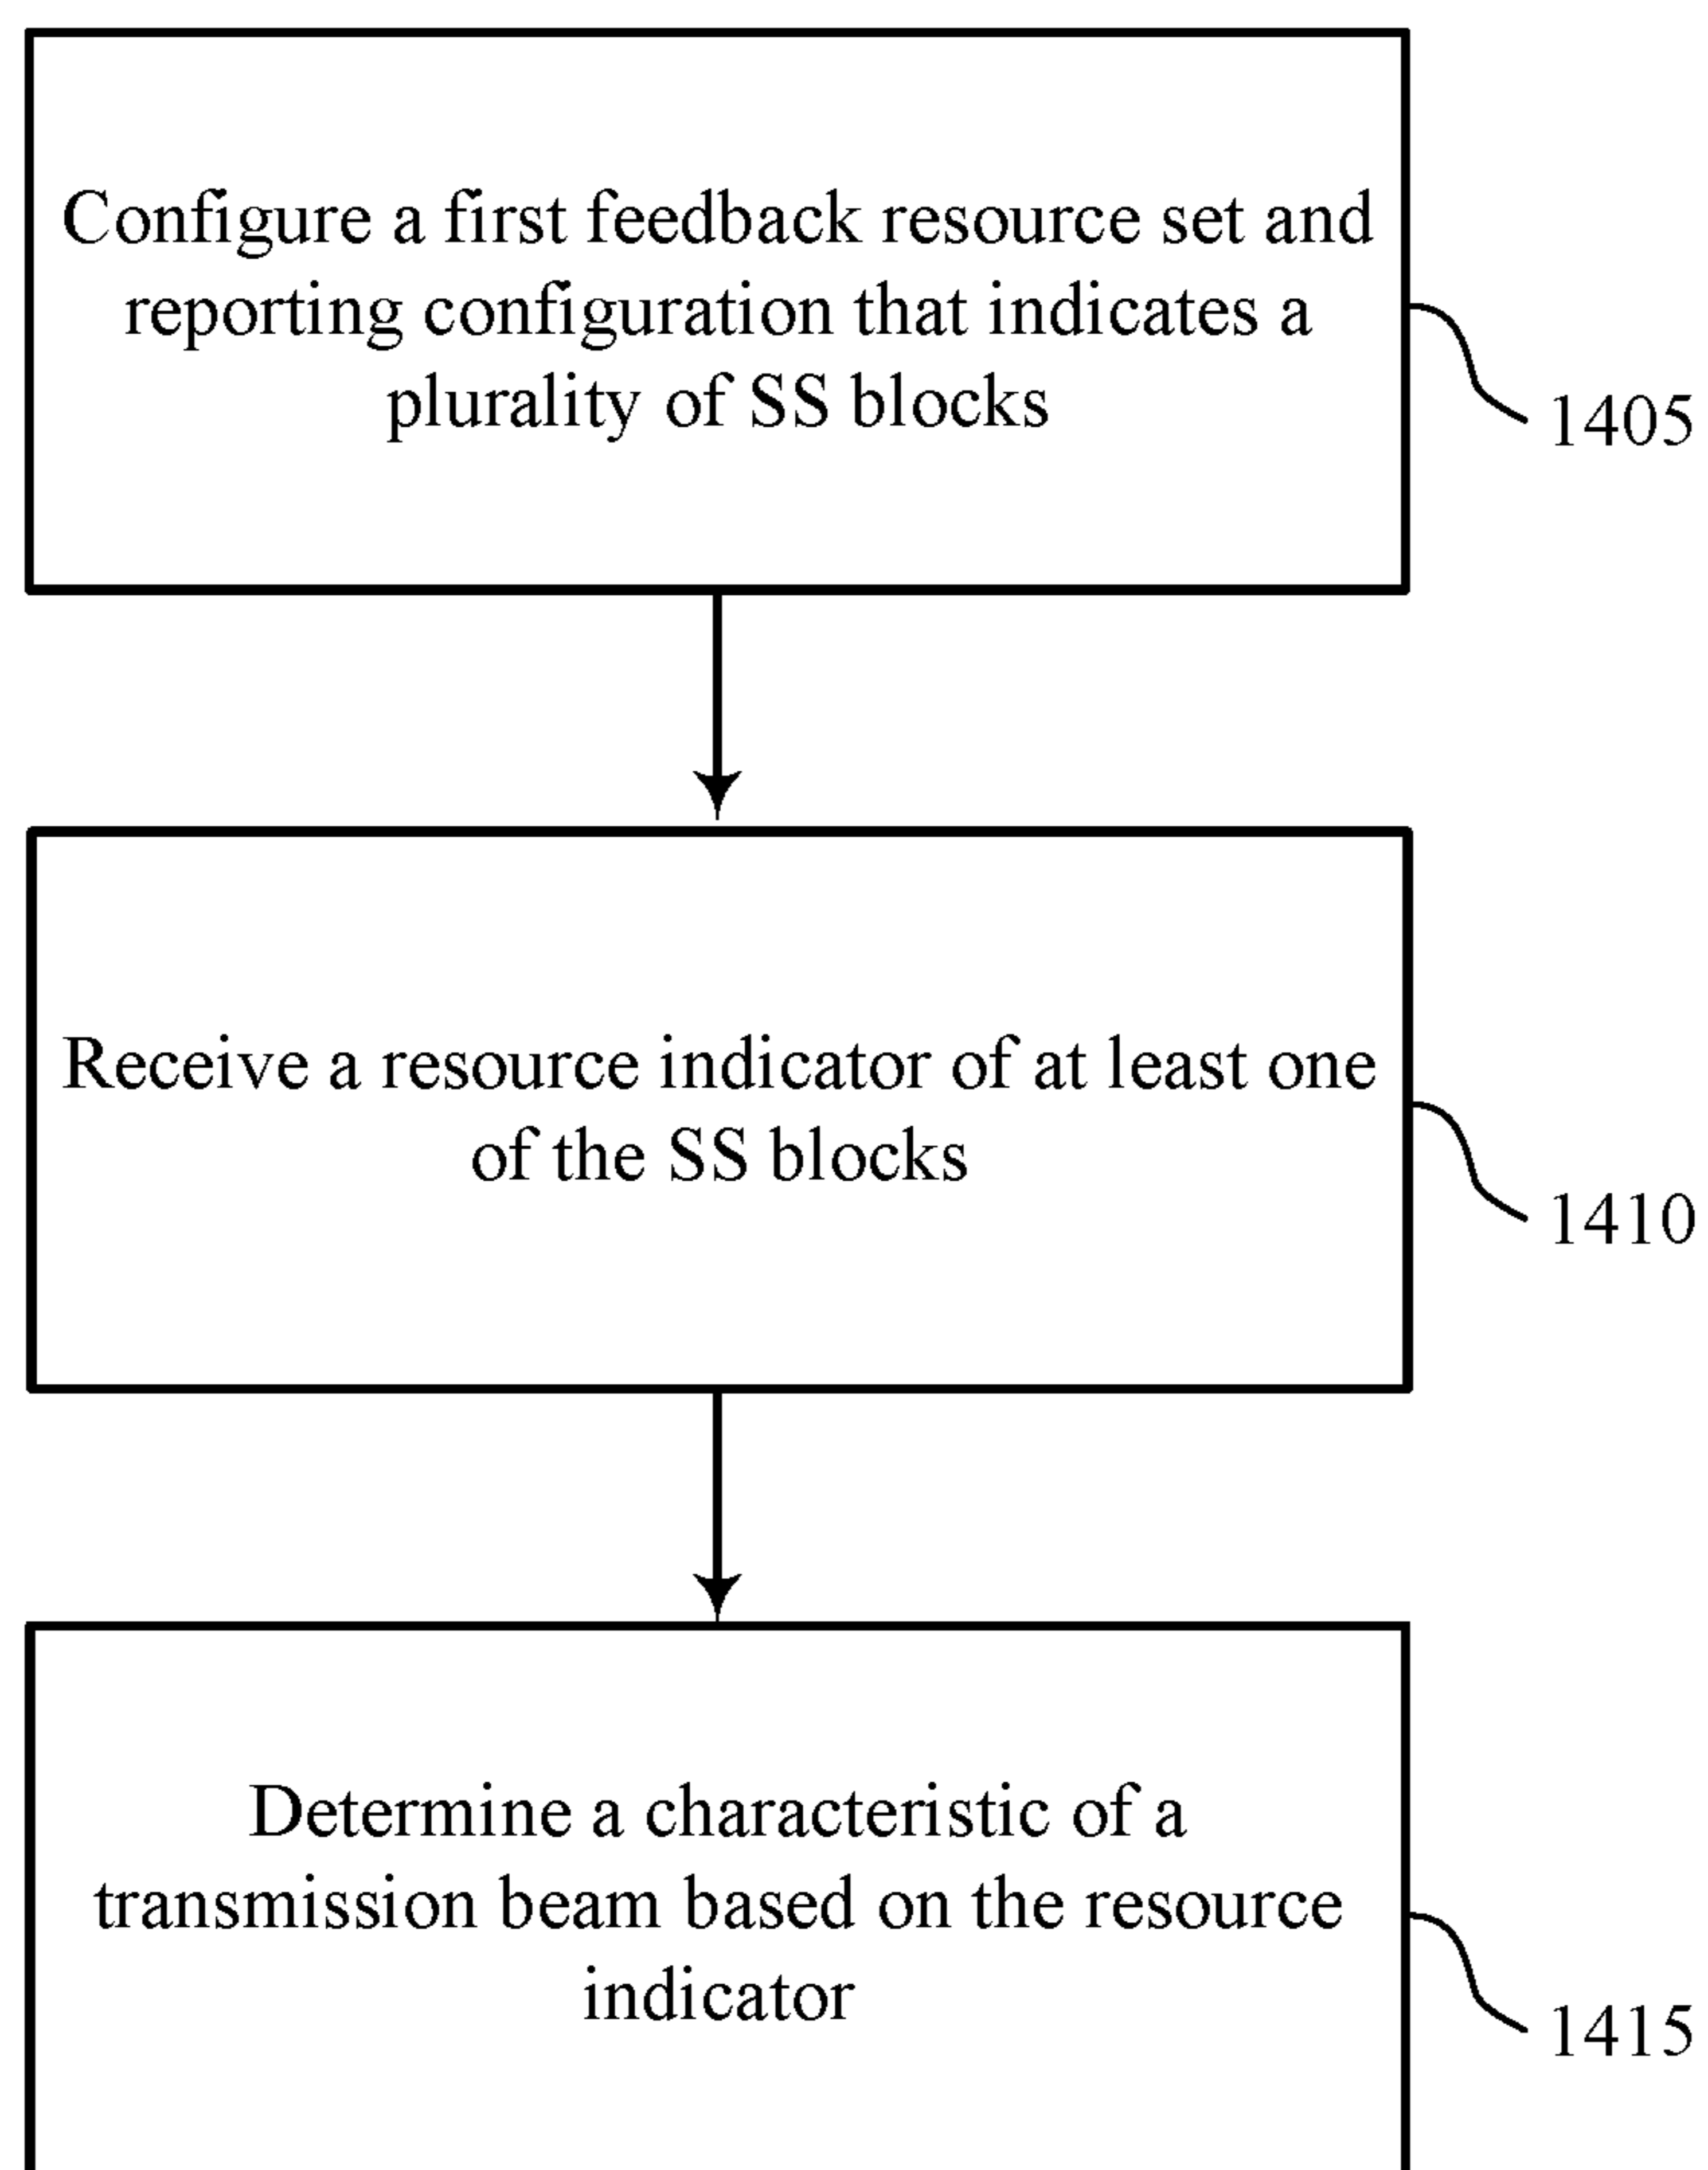 Configure a first feedback resource set and
reporting configuration that indicates a
plurality of SS blocks
1405
Receive a resource indicator of at least one
of the SS blocks
1410
Determine a characteristic of a
transmission beam based on the resource
indicator
1415